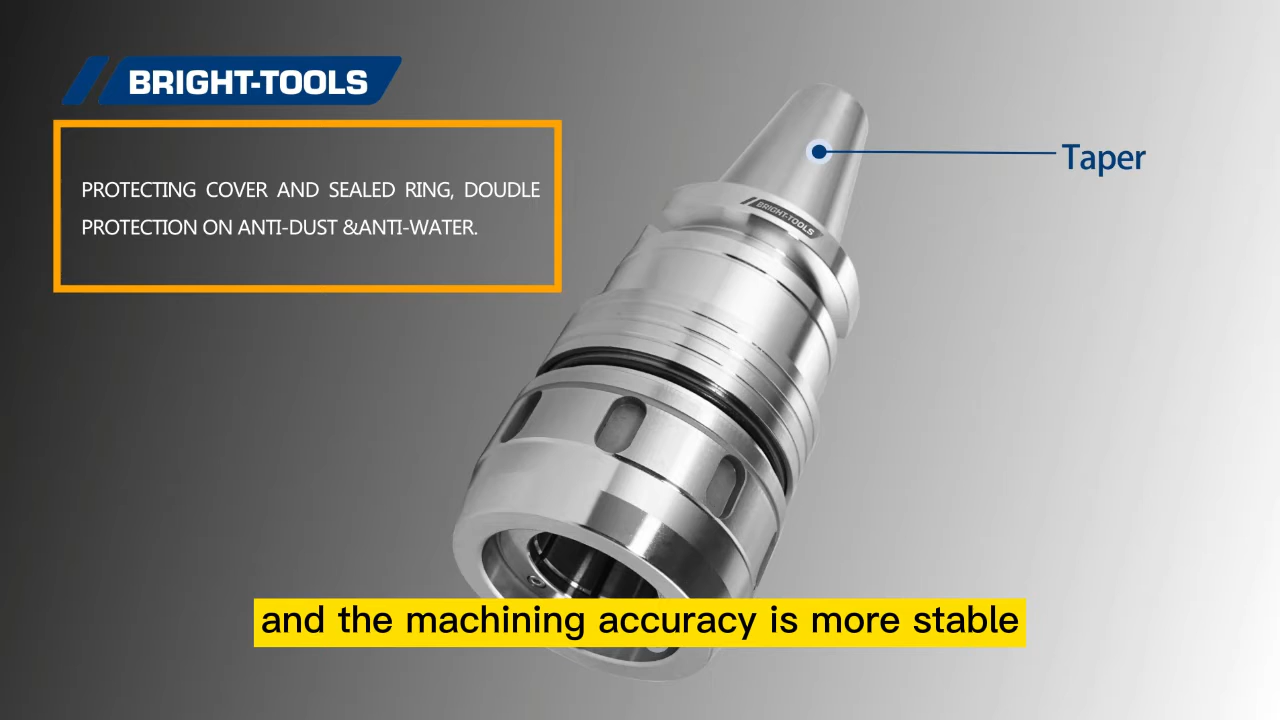 BRIGHT-TOOLS
PROTECTING COVER AND SEALED RING, DOUDLE
PROTECTION ON ANTI-DUST &ANTI-WATER.
Taper
BRIGHT-TOOLS
and the machining accuracy is more stable